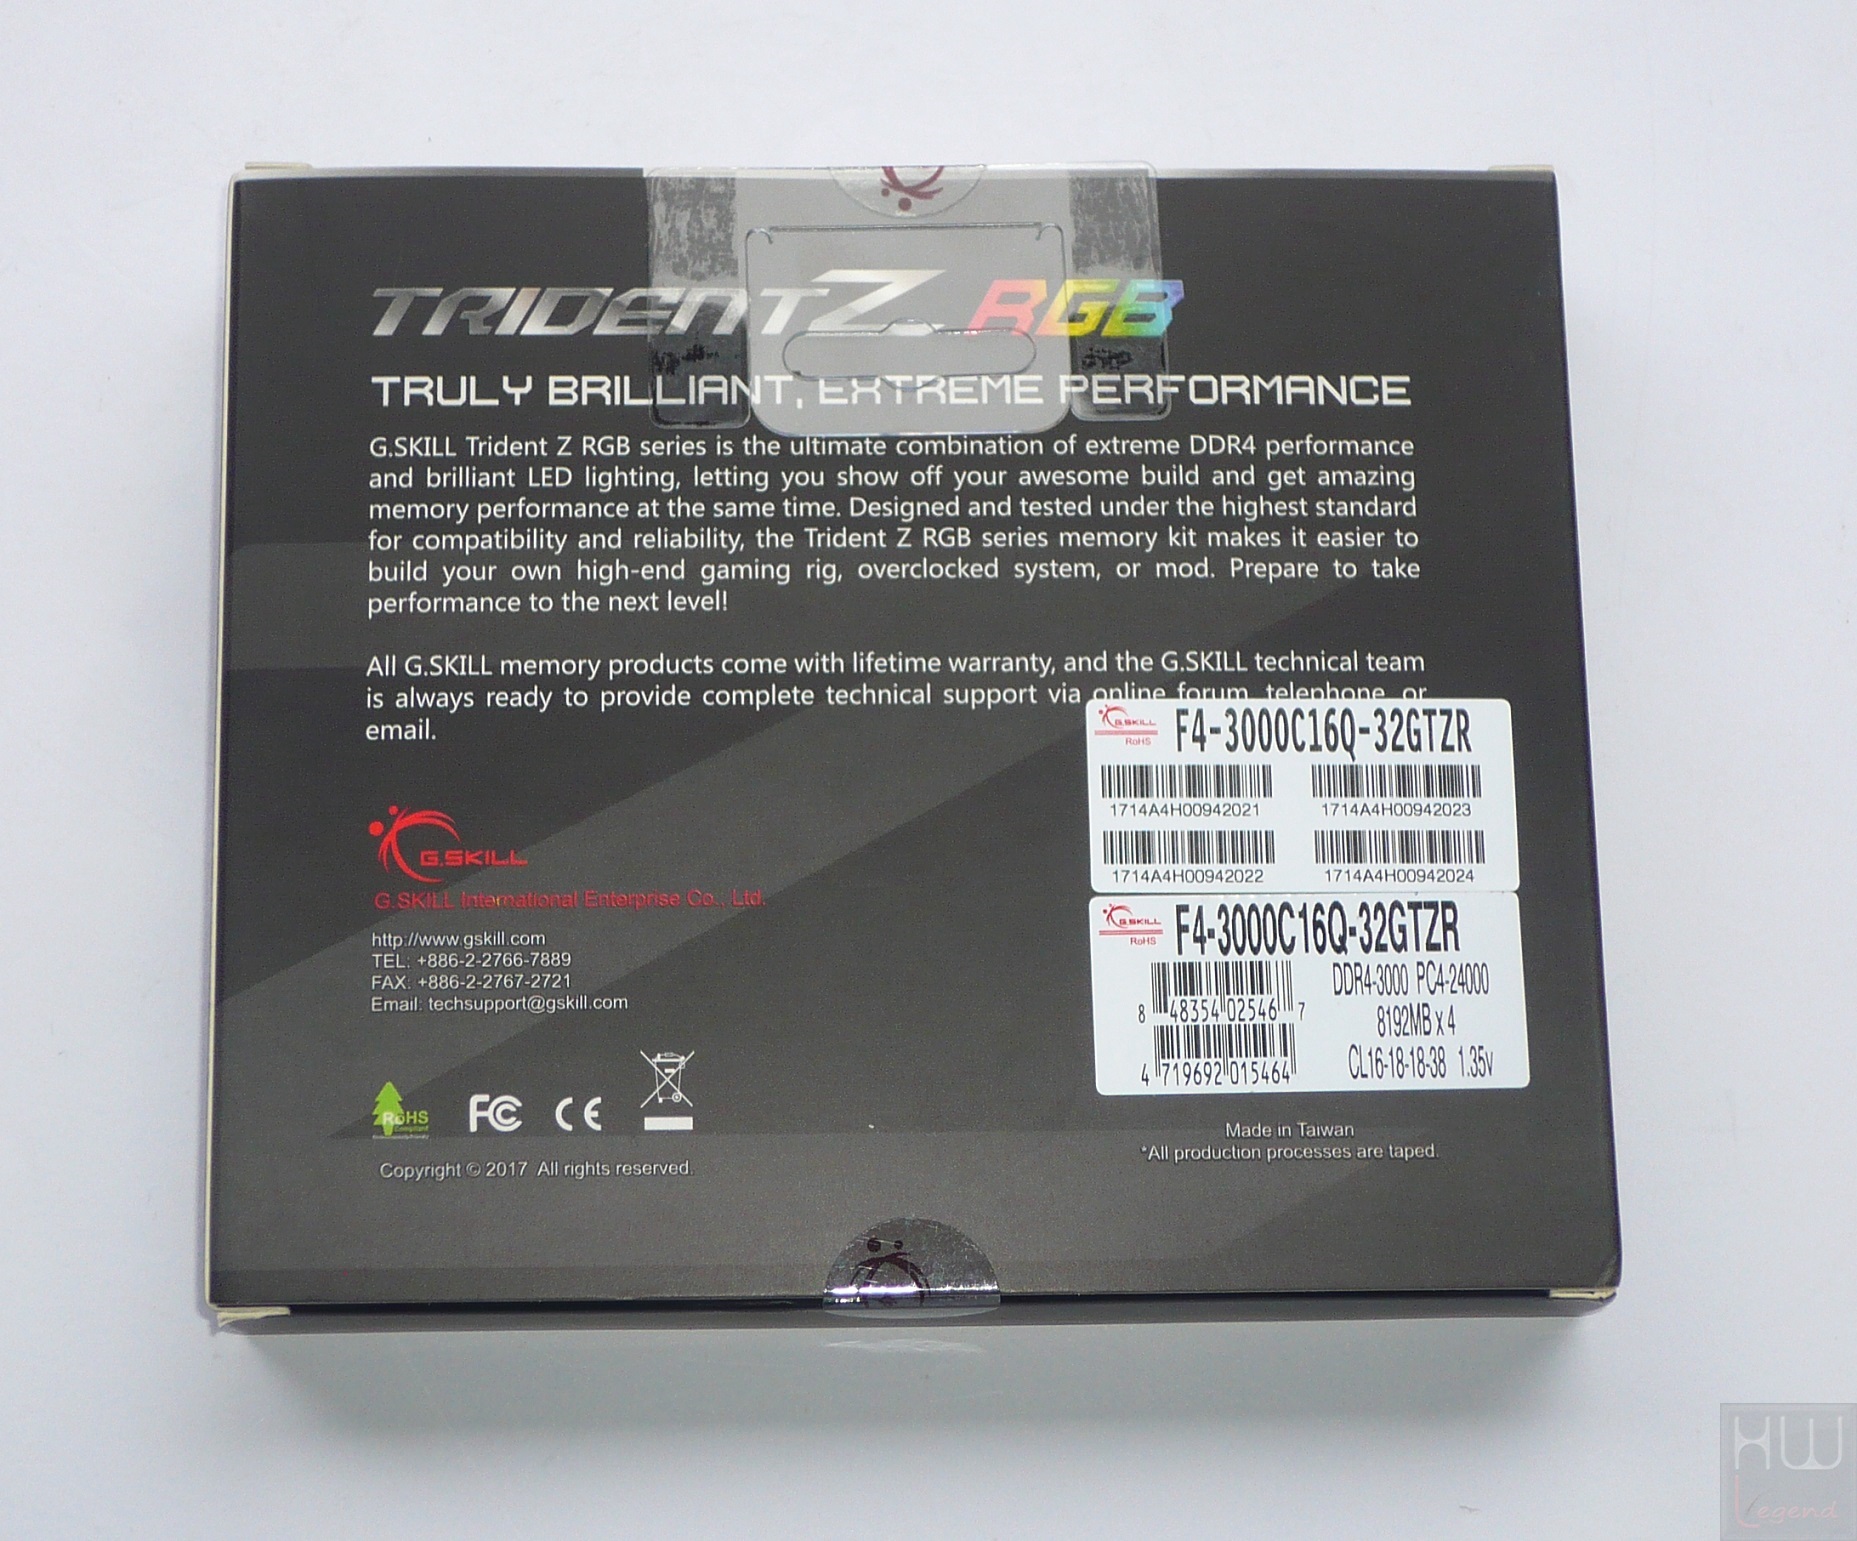 TRIDENT Z RGB
TRULY BRILLIANT, EXTREME PERFORMANCE
G.SKILL Trident Z RGB series is the ultimate combination of extreme DDR4 performance
and brilliant LED lighting, letting you show off your awesome build and get amazing
memory performance at the same time. Designed and tested under the highest standard
for compatibility and reliability, the Trident Z RGB series memory kit makes it easier to
build your own high-end gaming rig, overclocked system, or mod. Prepare to take
performance to the next level!
All G.SKILL memory products come with lifetime warranty, and the G.SKILL technical team
is always ready to provide complete technical support via online forum, telephone, or
email.
G.SKILL
G.SKILL International Enterprise Co., Ltd.
http://www.gskill.com
TEL: +886-2-2766-7889
FAX: +886-2-2767-2721
Email: techsupport@gskill.com
RoHS
FC CE
Copyright © 2017 All rights reserved.
G.SKILL
RoHS
F4-3000C16Q-32GTZR
1714A4H00942021 1714A4H00942023
1714A4H00942022 1714A4H00942024
G.SKILL
RoHS
F4-3000C16Q-32GTZR
DDR4-3000 PC4-24000
8 48354 02546 7
8192MB x 4
4 719692 015464
CL16-18-18-38 1.35v
Made in Taiwan
*All production processes are taped.
HW
Legend